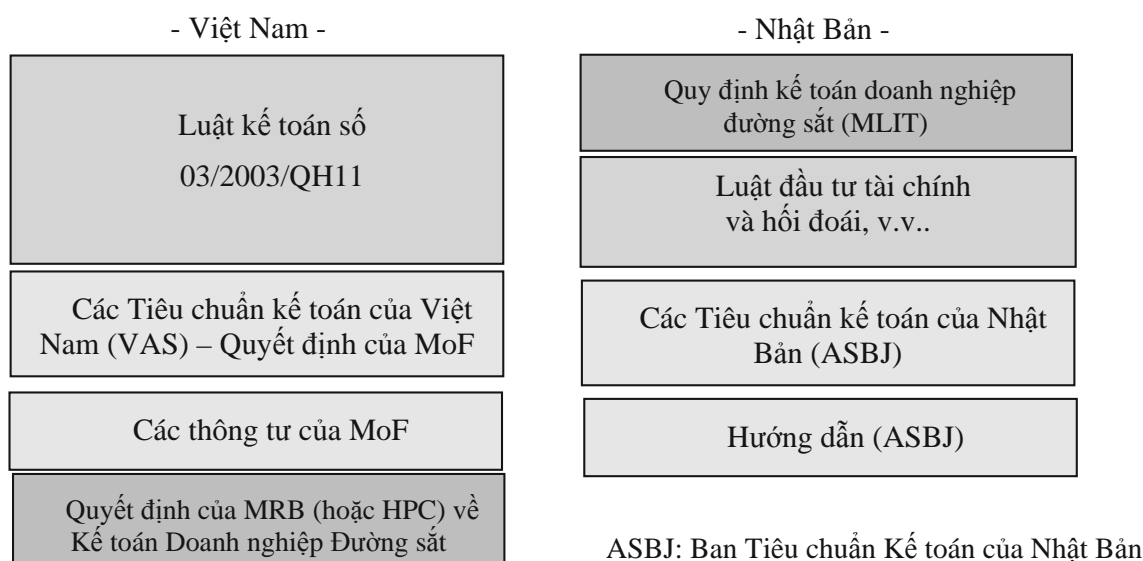 - Việt Nam -
Luật kế toán số
03/2003/QH11
Các Tiêu chuẩn kế toán của Việt
Nam (VAS) – Quyết định của MoF
Các thông tư của MoF
Quyết định của MRB (hoặc HPC) về
Kế toán Doanh nghiệp Đường sắt
- Nhật Bản -
Quy định kế toán doanh nghiệp
đường sắt (MLIT)
Luật đầu tư tài chính
và hối đoái, v.v..
Các Tiêu chuẩn kế toán của Nhật
Bản (ASBJ)
Hướng dẫn (ASBJ)
ASBJ: Ban Tiêu chuẩn Kế toán của Nhật Bản